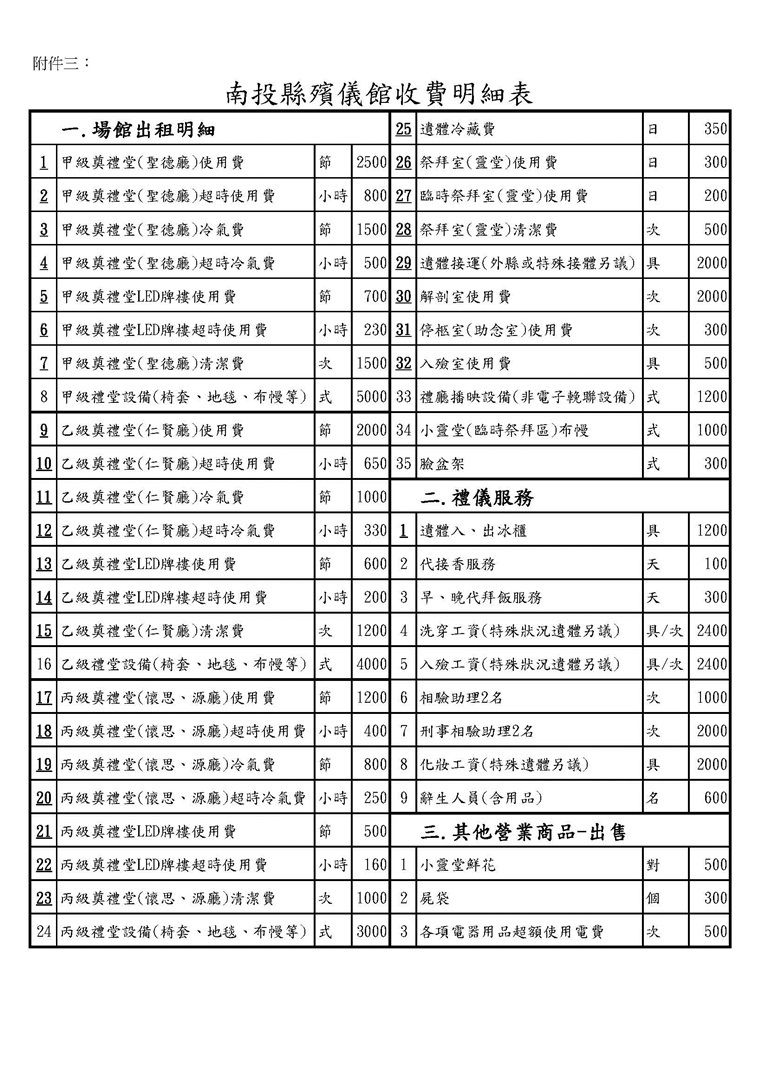 附件三：
南投縣殯儀館收費明細表
一.場館出租明細
1 甲級奠禮堂(聖德廳)使用費 節 2500
2 甲級奠禮堂(聖德廳)超時使用費 小時 800
3 甲級奠禮堂(聖德廳)冷氣費 節 1500
4 甲級奠禮堂(聖德廳)超時冷氣費 小時 500
5 甲級奠禮堂LED牌樓使用費 節 700
6 甲級奠禮堂LED牌樓超時使用費 小時 230
7 甲級奠禮堂(聖德廳)清潔費 次 1500
8 甲級禮堂設備(椅套、地毯、布幔等) 式 5000
9 乙級奠禮堂(仁賢廳)使用費 節 2000
10 乙級奠禮堂(仁賢廳)超時使用費 小時 650
11 乙級奠禮堂(仁賢廳)冷氣費 節 1000
12 乙級奠禮堂(仁賢廳)超時冷氣費 小時 330
13 乙級奠禮堂LED牌樓使用費 節 600
14 乙級奠禮堂LED牌樓超時使用費 小時 200
15 乙級奠禮堂(仁賢廳)清潔費 次 1200
16 乙級禮堂設備(椅套、地毯、布幔等) 式 4000
17 丙級奠禮堂(懷思、源廳)使用費 節 1200
18 丙級奠禮堂(懷思、源廳)超時使用費 小時 400
19 丙級奠禮堂(懷思、源廳)冷氣費 節 800
20 丙級奠禮堂(懷思、源廳)超時冷氣費 小時 250
21 丙級奠禮堂LED牌樓使用費 節 500
22 丙級奠禮堂LED牌樓超時使用費 小時 160
23 丙級奠禮堂(懷思、源廳)清潔費 次 1000
24 丙級禮堂設備(椅套、地毯、布幔等) 式 3000
25 遺體冷藏費 日 350
26 祭拜室(靈堂)使用費 日 300
27 臨時祭拜室(靈堂)使用費 日 200
28 祭拜室(靈堂)清潔費 次 500
29 遺體接運(外縣或特殊接體另議) 具 2000
30 解剖室使用費 次 2000
31 停柩室(助念室)使用費 次 300
32 入殮室使用費 具 500
33 禮廳播映設備(非電子輓聯設備) 式 1200
34 小靈堂(臨時祭拜區)布幔 式 1000
35 臉盆架 式 300
二.禮儀服務
1 遺體入、出冰櫃 具 1200
2 代接香服務 天 100
3 早、晚代拜飯服務 天 300
4 洗穿工資(特殊狀況遺體另議) 具/次 2400
5 入殮工資(特殊狀況遺體另議) 具/次 2400
6 相驗助理2名 次 1000
7 刑事相驗助理2名 次 2000
8 化妝工資(特殊遺體另議) 具 2000
9 辭生人員(含用品) 名 600
三.其他營業商品-出售
1 小靈堂鮮花 對 500
2 屍袋 個 300
3 各項電器用品超額使用電費 次 500